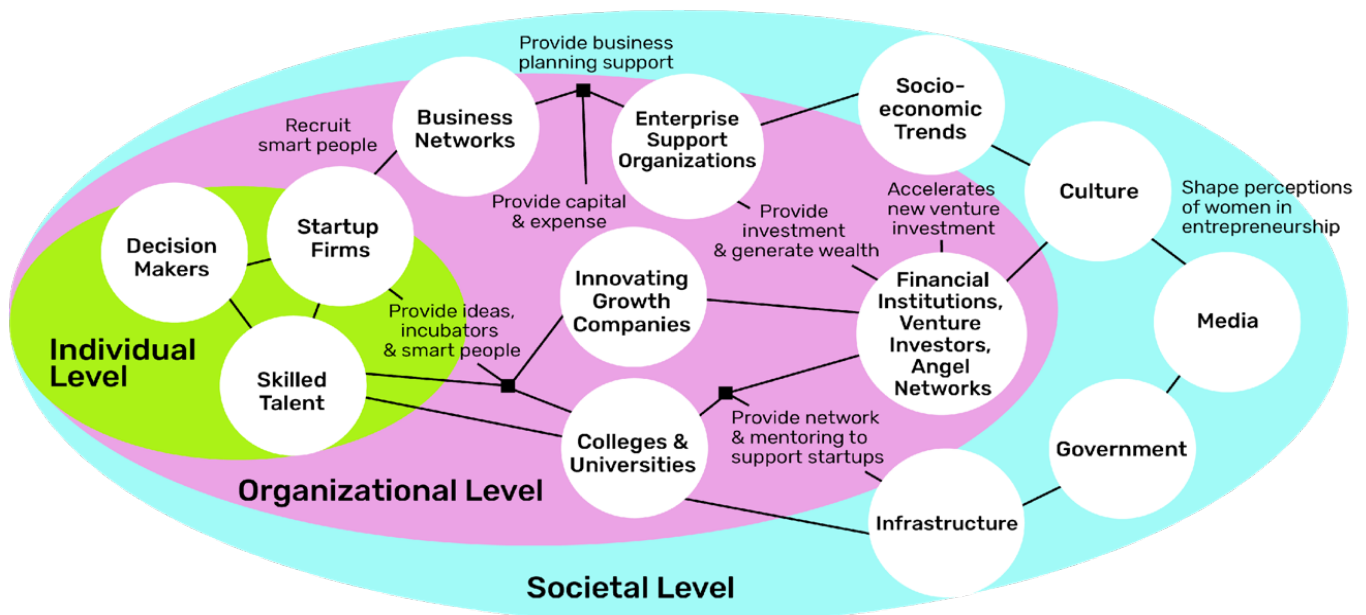 Provide business
planning support
Business
Networks
Recruit
smart people
Enterprise
Support
Organizations
Socio-
economic
Trends
Provide capital
& expense
Accelerates
new venture
investment
Culture
Shape perceptions
of women in
entrepreneurship
Decision
Makers
Startup
Firms
Provide
investment
& generate wealth
Innovating
Growth
Companies
Financial
Institutions,
Venture
Investors,
Angel
Networks
Media
Provide ideas,
incubators
& smart people
Individual
Level
Skilled
Talent
Colleges &
Universities
Provide network
& mentoring to
support startups
Government
Organizational Level
Infrastructure
Societal Level